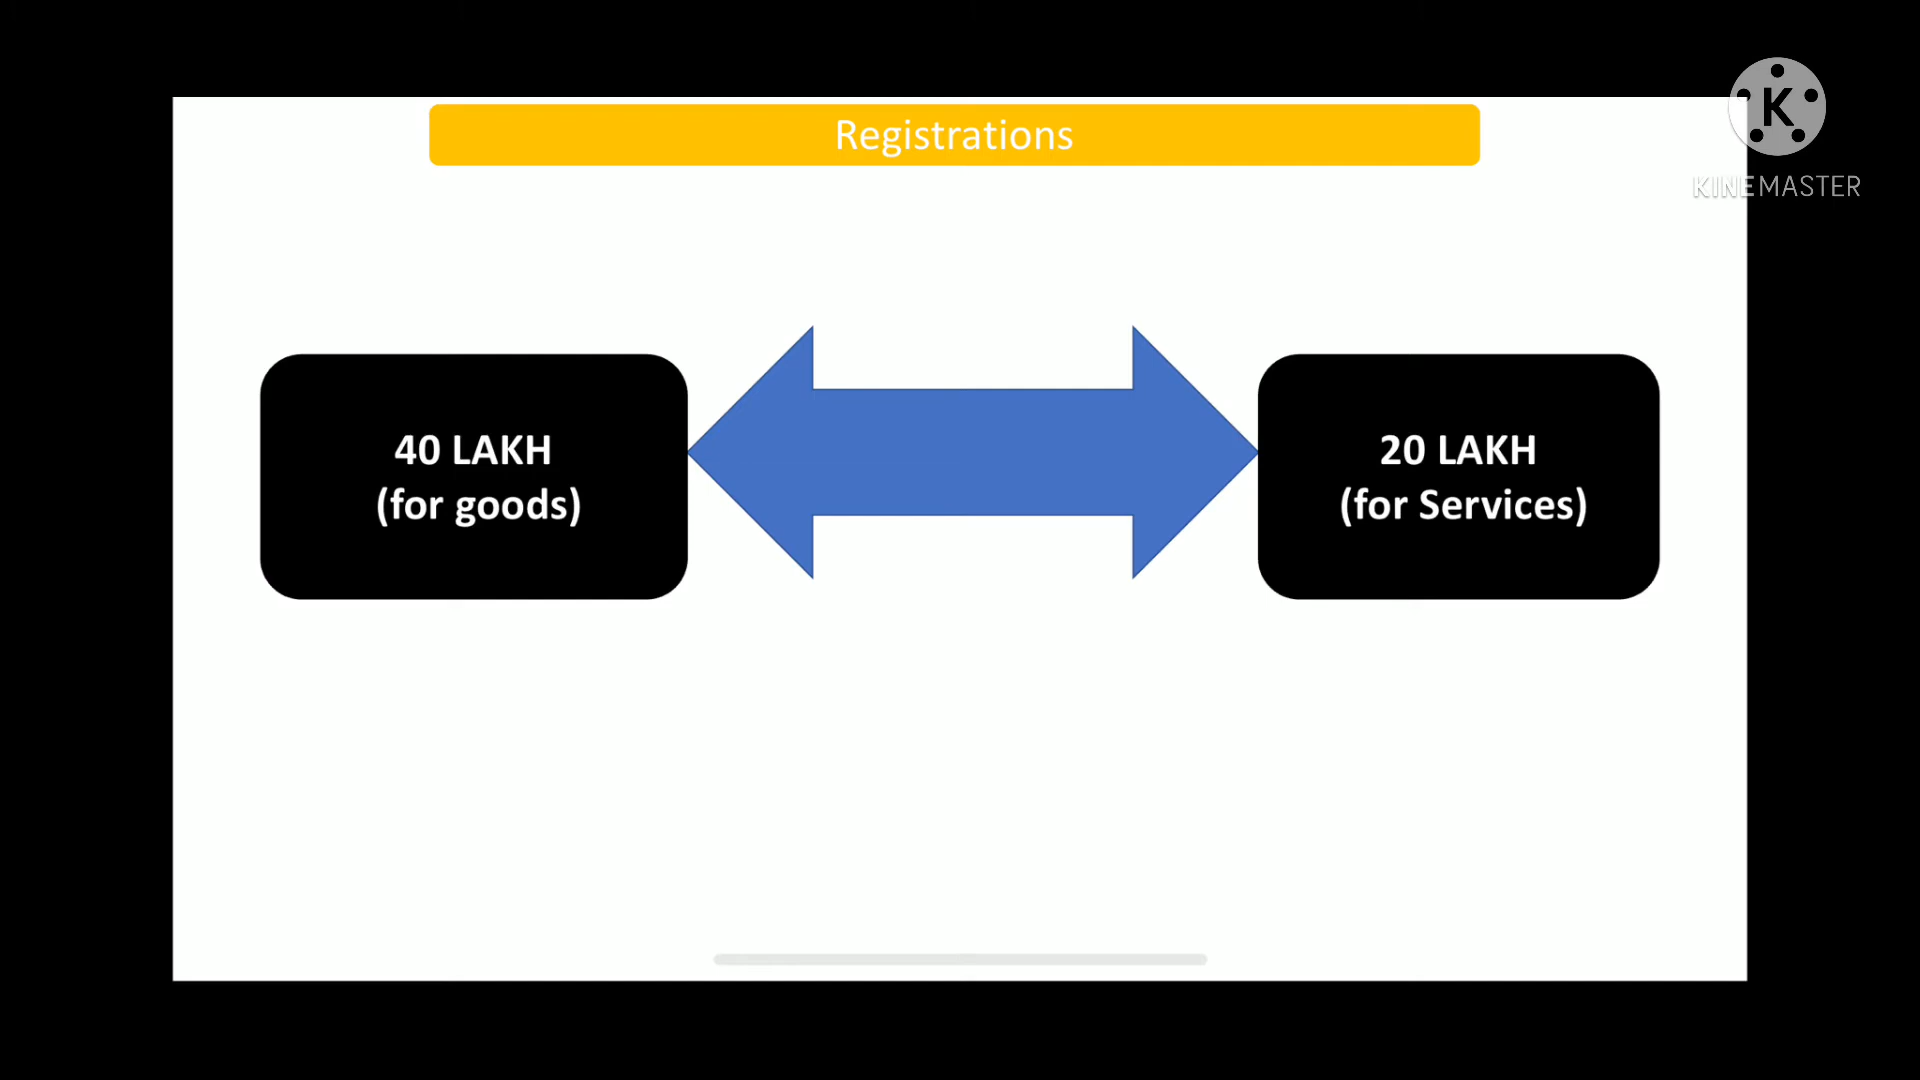 Registrations
K
KINEMASTER
40 LAKH
(for goods)
20 LAKH
(for Services)